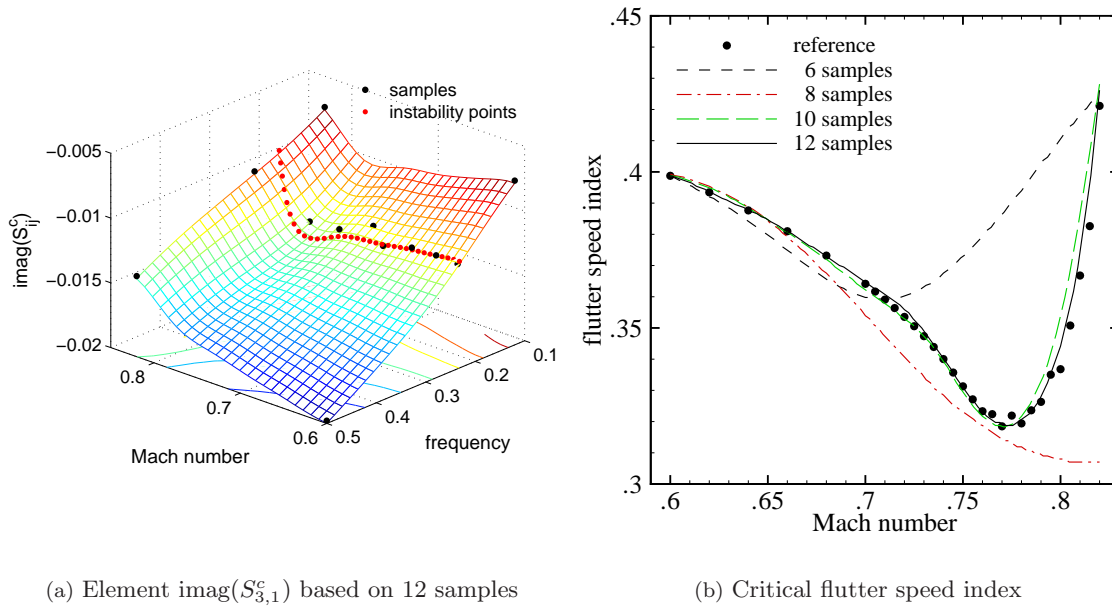 samples
instability points
−0.005
−0.01
−0.015
−0.02
imag(S^c_ij)
0.8
0.7
0.6
Mach number
0.5
0.4
0.3
0.2
0.1
frequency
(a) Element imag(S^c_{3,1}) based on 12 samples
.45
.4
.35
.3
flutter speed index
reference
6 samples
8 samples
10 samples
12 samples
.6
.65
.7
.75
.8
Mach number
(b) Critical flutter speed index